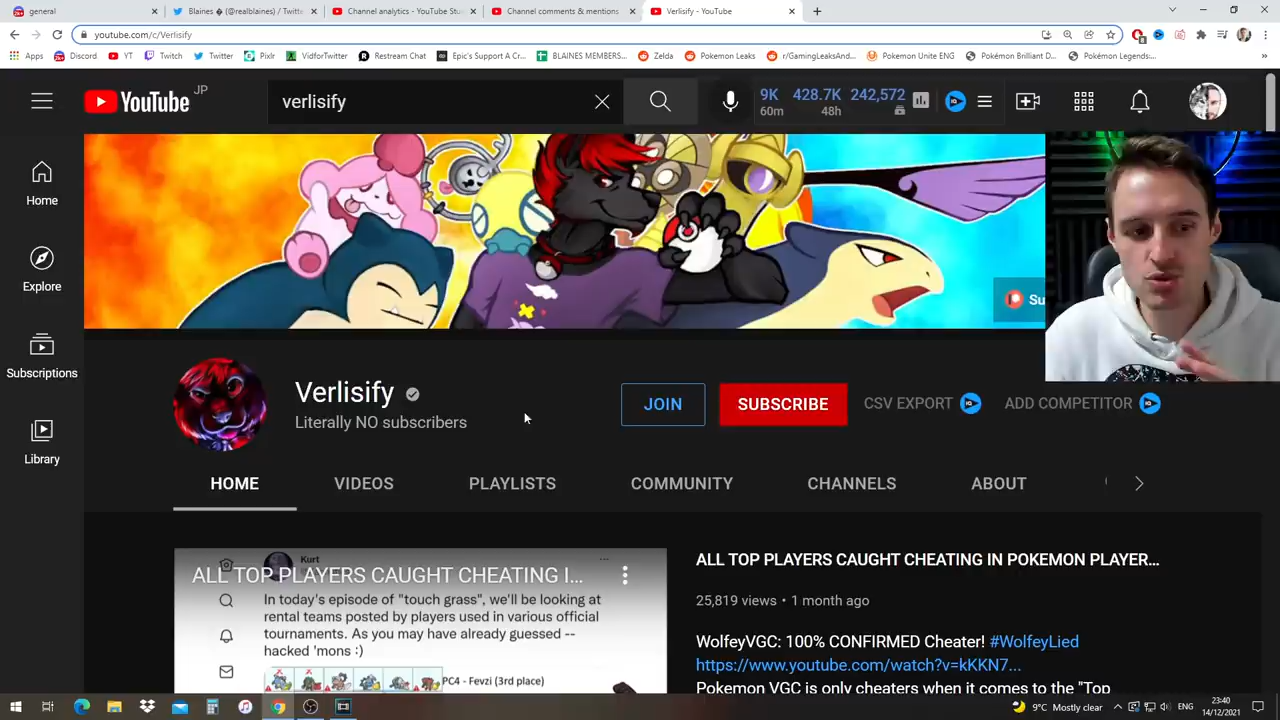 general
Blaines � (@realblaines) / Twitte
Channel analytics - YouTube Stu
Channel comments & mentions
Verlisify - YouTube
youtube.com/c/Verlisify
Apps
Discord
YT
Twitch
Twitter
Pixlr
VidforTwitter
Restream Chat
Epic's Support A Cr...
BLAINES MEMBERS...
Zelda
Pokemon Leaks
r/GamingLeaksAnd...
Pokemon Unite ENG
Pokémon Brilliant D...
Pokémon Legends:...
YouTube JP
verlisify
9K 428.7K 242,572
60m 48h
Home
Explore
Subscriptions
Library
Su
Verlisify
Literally NO subscribers
JOIN
SUBSCRIBE
CSV EXPORT
ADD COMPETITOR
HOME
VIDEOS
PLAYLISTS
COMMUNITY
CHANNELS
ABOUT
Kurt
ALL TOP PLAYERS CAUGHT CHEATING I...
In today's episode of "touch grass", we'll be looking at
rental teams posted by players used in various official
tournaments. As you may have already guessed --
hacked 'mons :)
PC4 - Fevzi (3rd place)
ALL TOP PLAYERS CAUGHT CHEATING IN POKEMON PLAYER...
25,819 views • 1 month ago
WolfeyVGC: 100% CONFIRMED Cheater! #WolfeyLied
https://www.youtube.com/watch?v=kKKN7...
Pokemon VGC is only cheaters when it comes to the "Top
9°C Mostly clear
ENG
23:40
14/12/2021